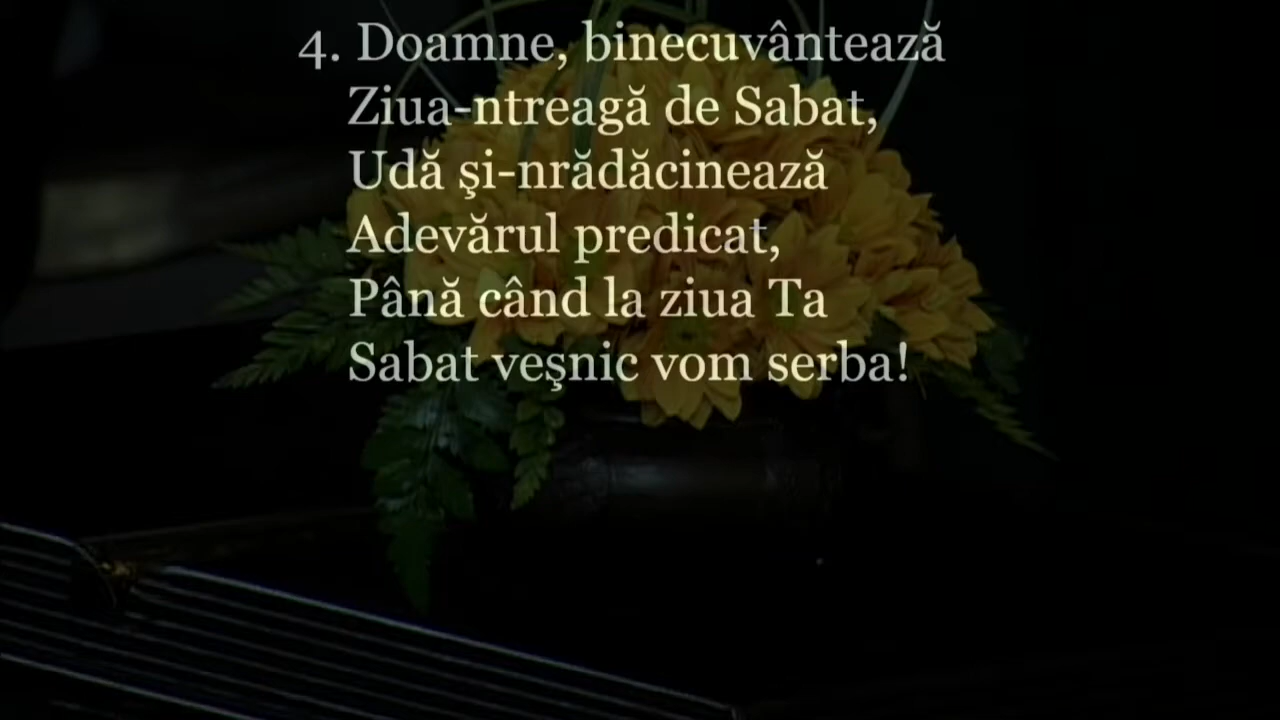 4. Doamne, binecuvântează
Ziua-ntreagă de Sabat,
Udă şi-nrădăcinează
Adevărul predicat,
Până când la ziua Ta
Sabat veşnic vom serba!